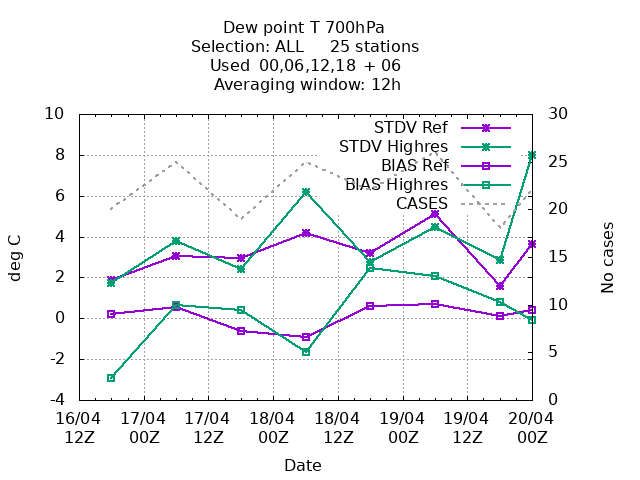 Dew point T 700hPa
Selection: ALL     25 stations
Used 00,06,12,18 + 06
Averaging window: 12h
10
8
6
4
2
0
-2
-4
30
25
20
15
10
5
0
STDV Ref
STDV Highres
BIAS Ref
BIAS Highres
CASES
deg C
No cases
16/04 17/04 17/04 18/04 18/04 19/04 19/04 20/04
12Z 00Z 12Z 00Z 12Z 00Z 12Z 00Z
Date